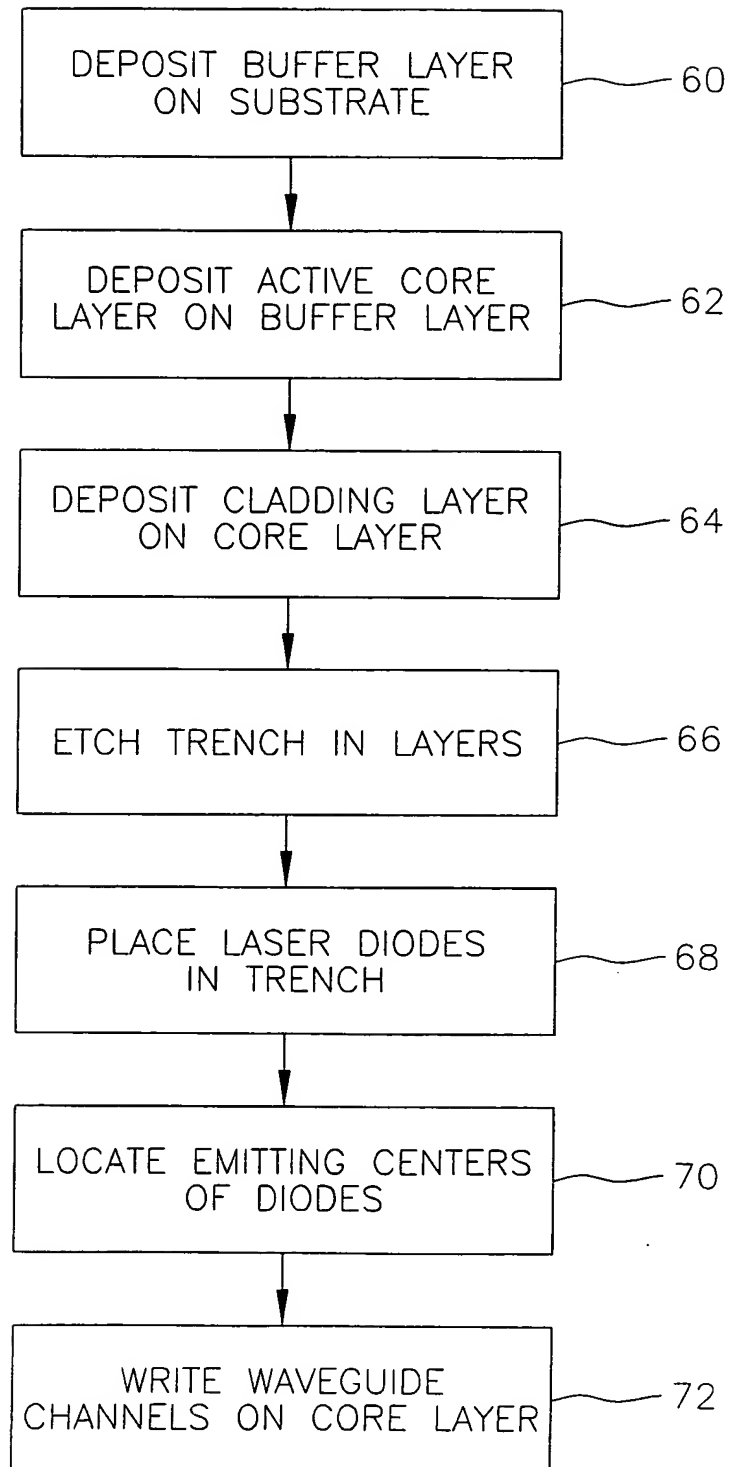 DEPOSIT BUFFER LAYER
ON SUBSTRATE
60
DEPOSIT ACTIVE CORE
LAYER ON BUFFER LAYER
62
DEPOSIT CLADDING LAYER
ON CORE LAYER
64
ETCH TRENCH IN LAYERS
66
PLACE LASER DIODES
IN TRENCH
68
LOCATE EMITTING CENTERS
OF DIODES
70
WRITE WAVEGUIDE
CHANNELS ON CORE LAYER
72